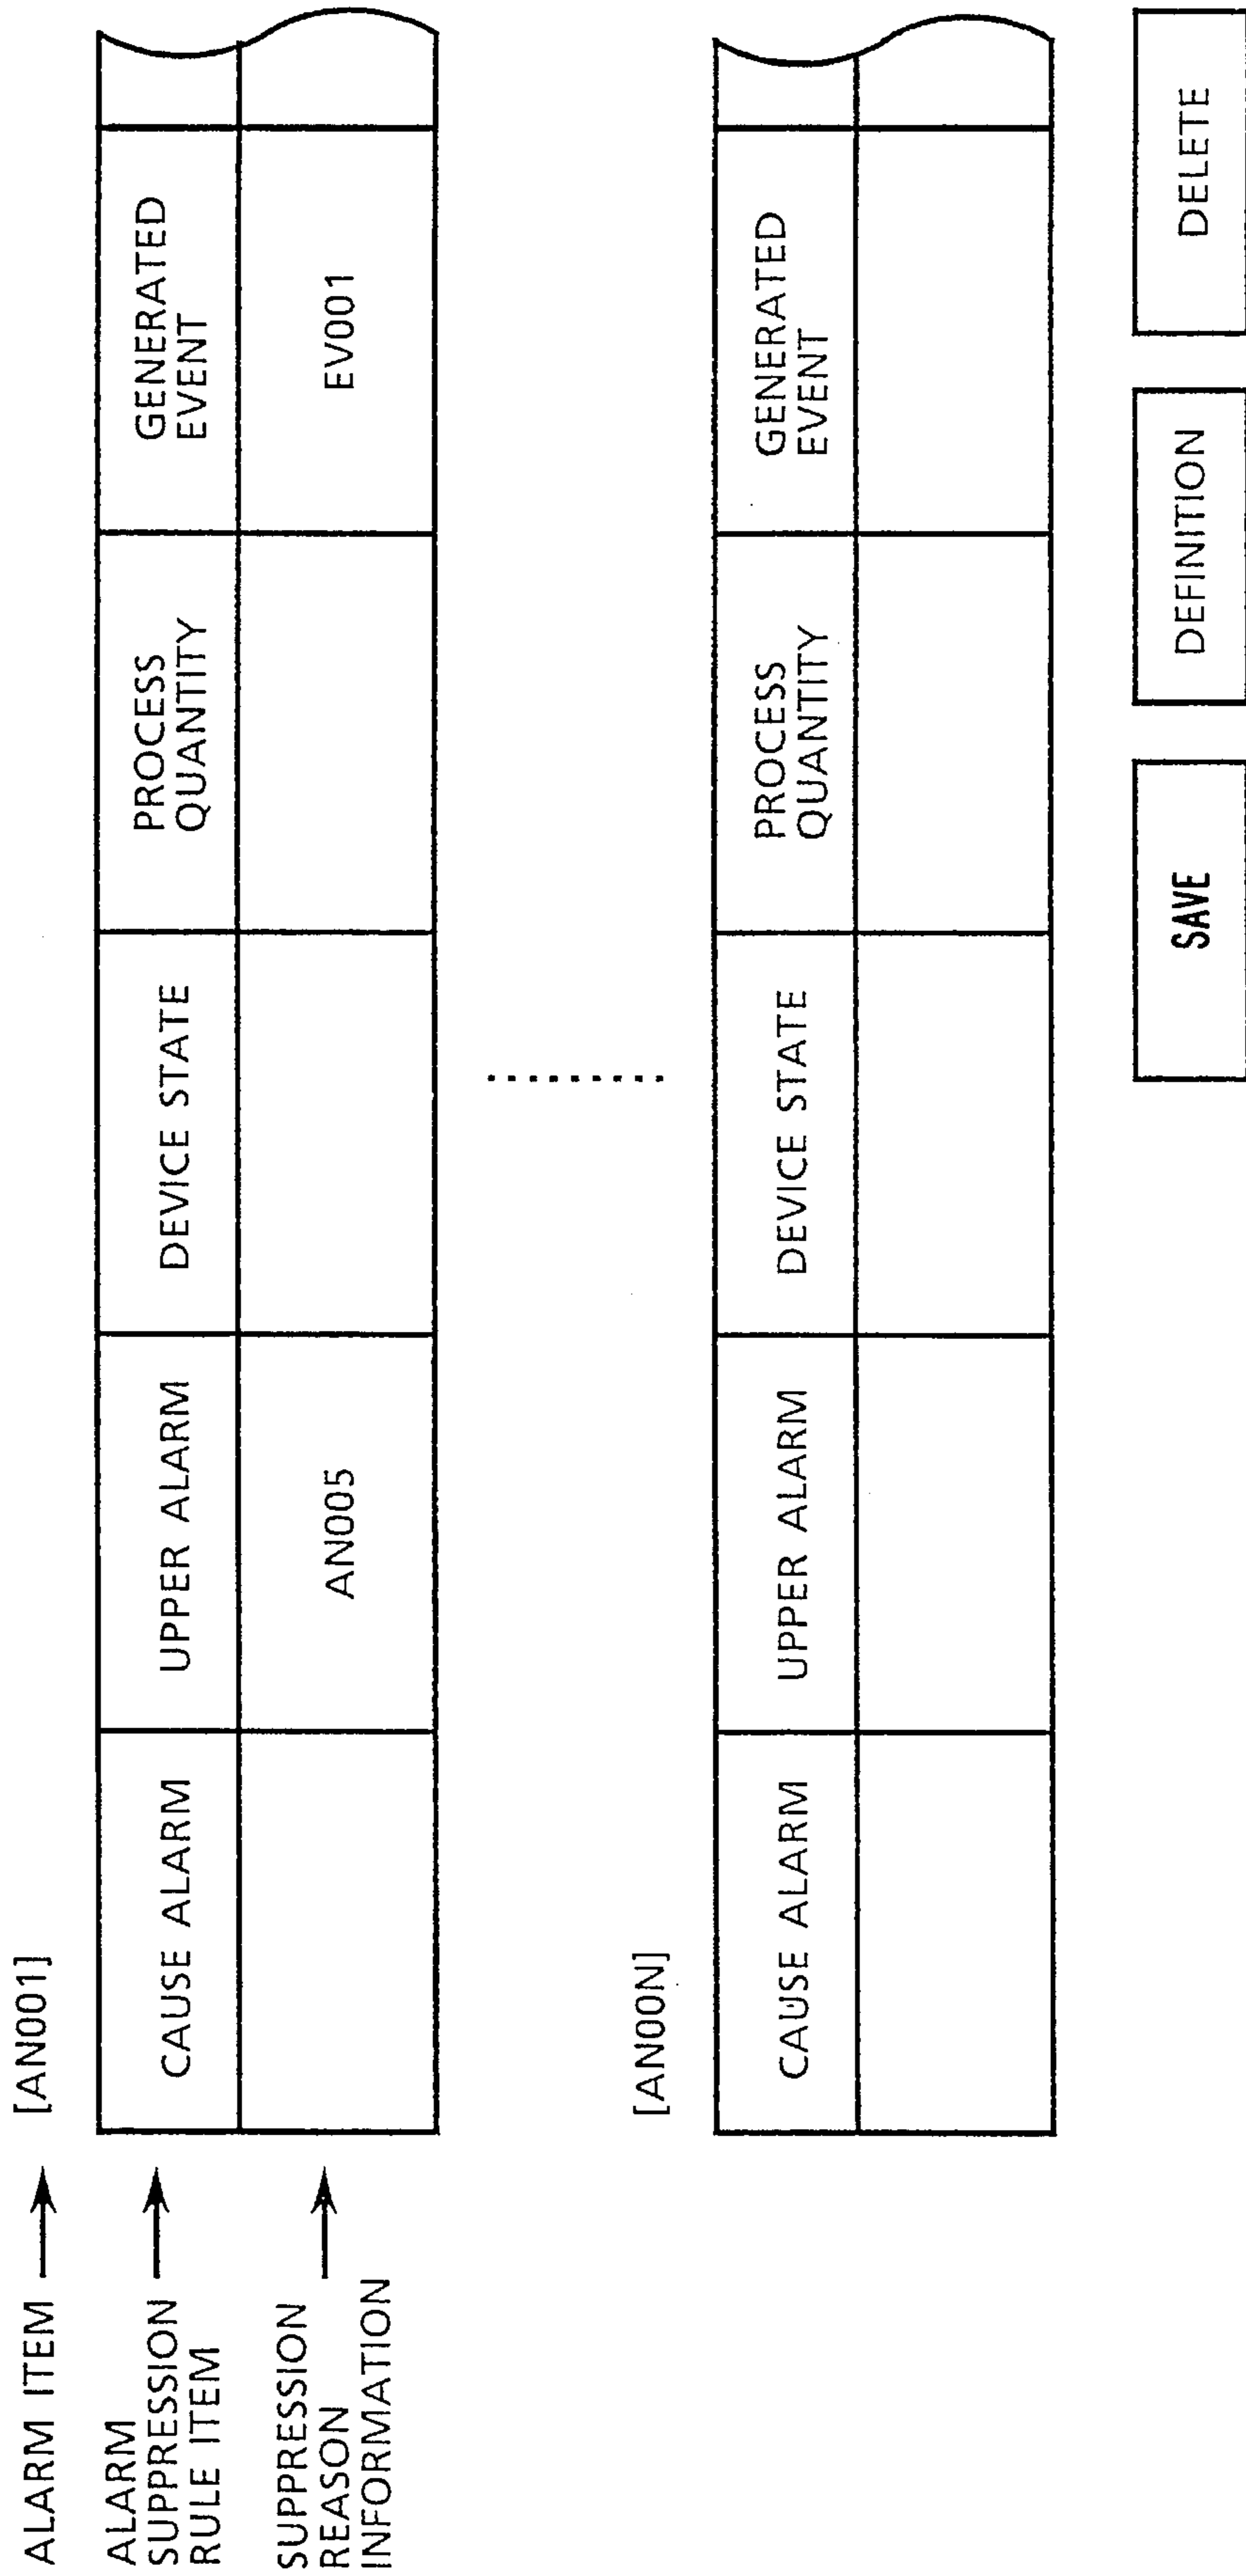 ALARM ITEM
[AN001]
ALARM
SUPPRESSION
RULE ITEM
CAUSE ALARM
UPPER ALARM
DEVICE STATE
PROCESS
QUANTITY
GENERATED
EVENT
SUPPRESSION
REASON
INFORMATION
AN005
EV001
[AN00N]
CAUSE ALARM
UPPER ALARM
DEVICE STATE
PROCESS
QUANTITY
GENERATED
EVENT
SAVE
DEFINITION
DELETE